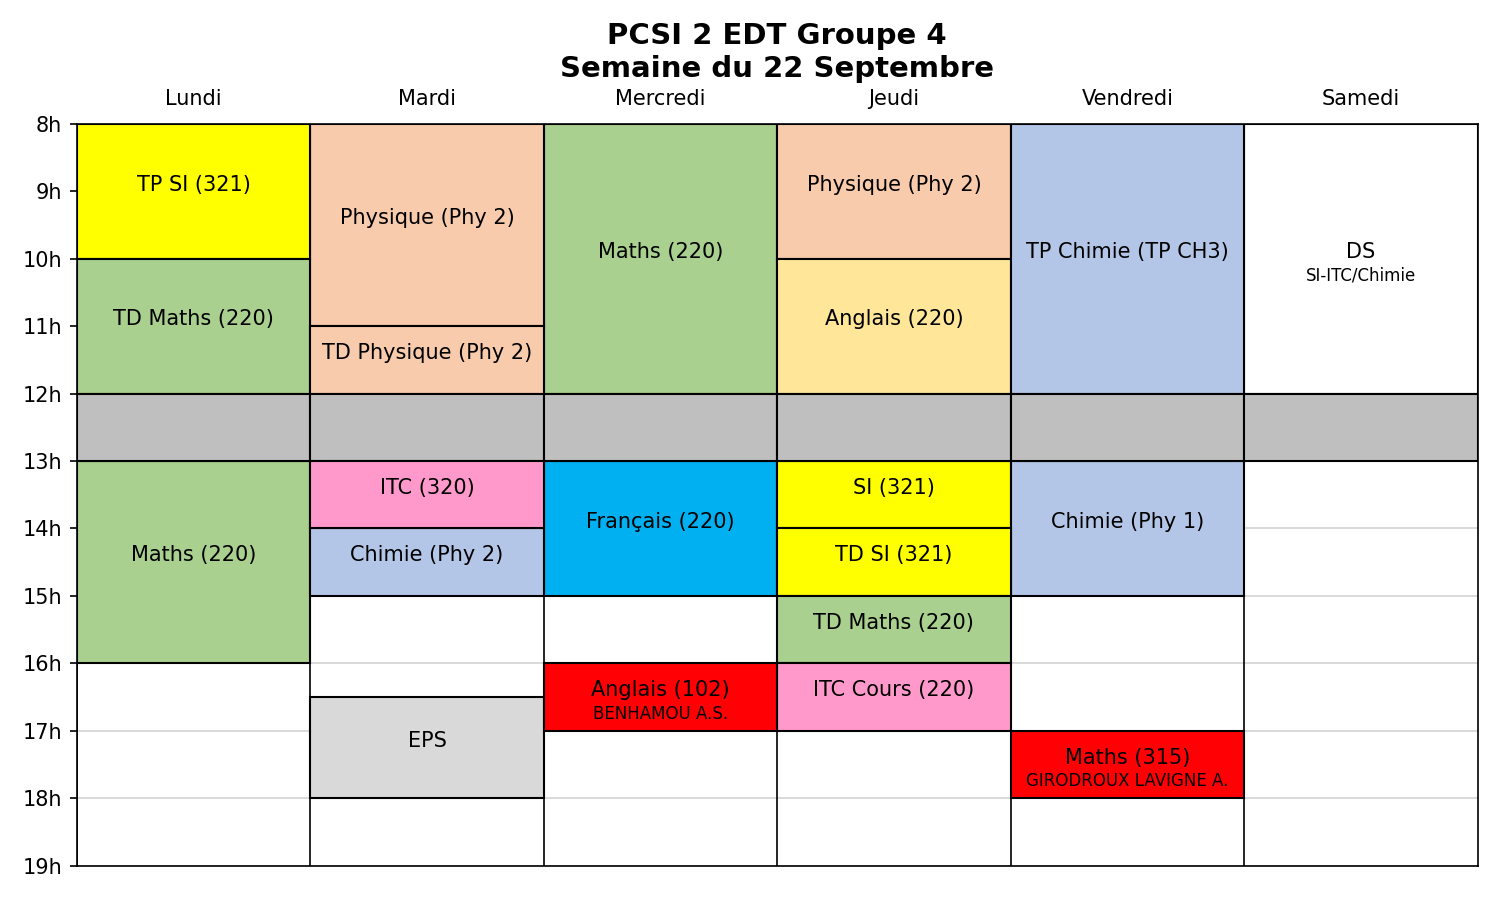 PCSI 2 EDT Groupe 4
Semaine du 22 Septembre
Lundi Mardi Mercredi Jeudi Vendredi Samedi
8h
9h
10h
11h
12h
13h
14h
15h
16h
17h
18h
19h
TP SI (321)
TD Maths (220)
Maths (220)
Physique (Phy 2)
TD Physique (Phy 2)
ITC (320)
Chimie (Phy 2)
EPS
Maths (220)
Français (220)
Anglais (102)
BENHAMOU A.S.
Physique (Phy 2)
Anglais (220)
SI (321)
TD SI (321)
TD Maths (220)
ITC Cours (220)
TP Chimie (TP CH3)
Chimie (Phy 1)
Maths (315)
GIRODROUX LAVIGNE A.
DS
SI-ITC/Chimie